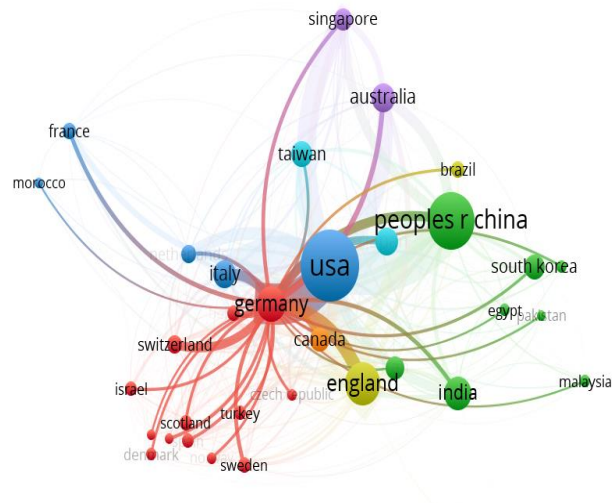 singapore
australia
france
taiwan
brazil
morocco
peoples r china
usa
italy
south korea
germany
egypt
pakistan
canada
switzerland
england
malaysia
israel
czech republic
india
turkey
scotland
denmark
sweden